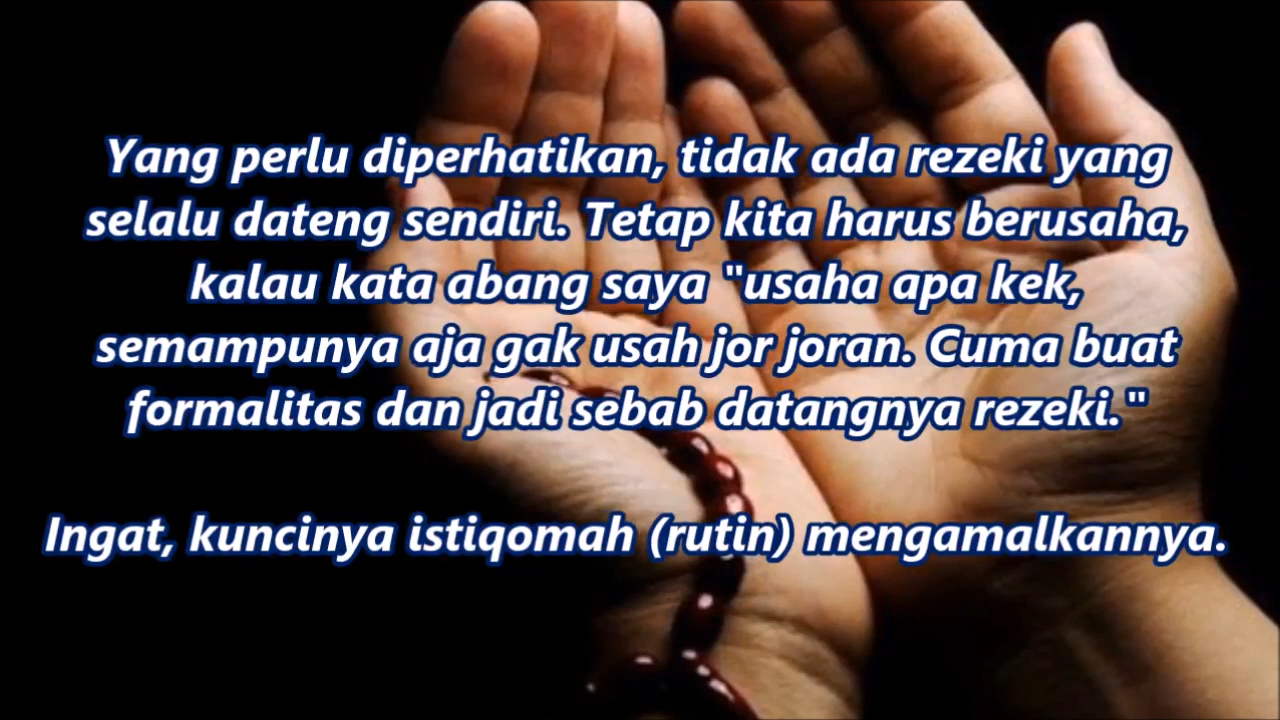 Yang perlu diperhatikan, tidak ada rezeki yang
selalu dateng sendiri. Tetap kita harus berusaha,
kalau kata abang saya "usaha apa kek,
semampunya aja gak usah jor joran. Cuma buat
formalitas dan jadi sebab datangnya rezeki."
Ingat, kuncinya istiqomah (rutin) mengamalkannya.